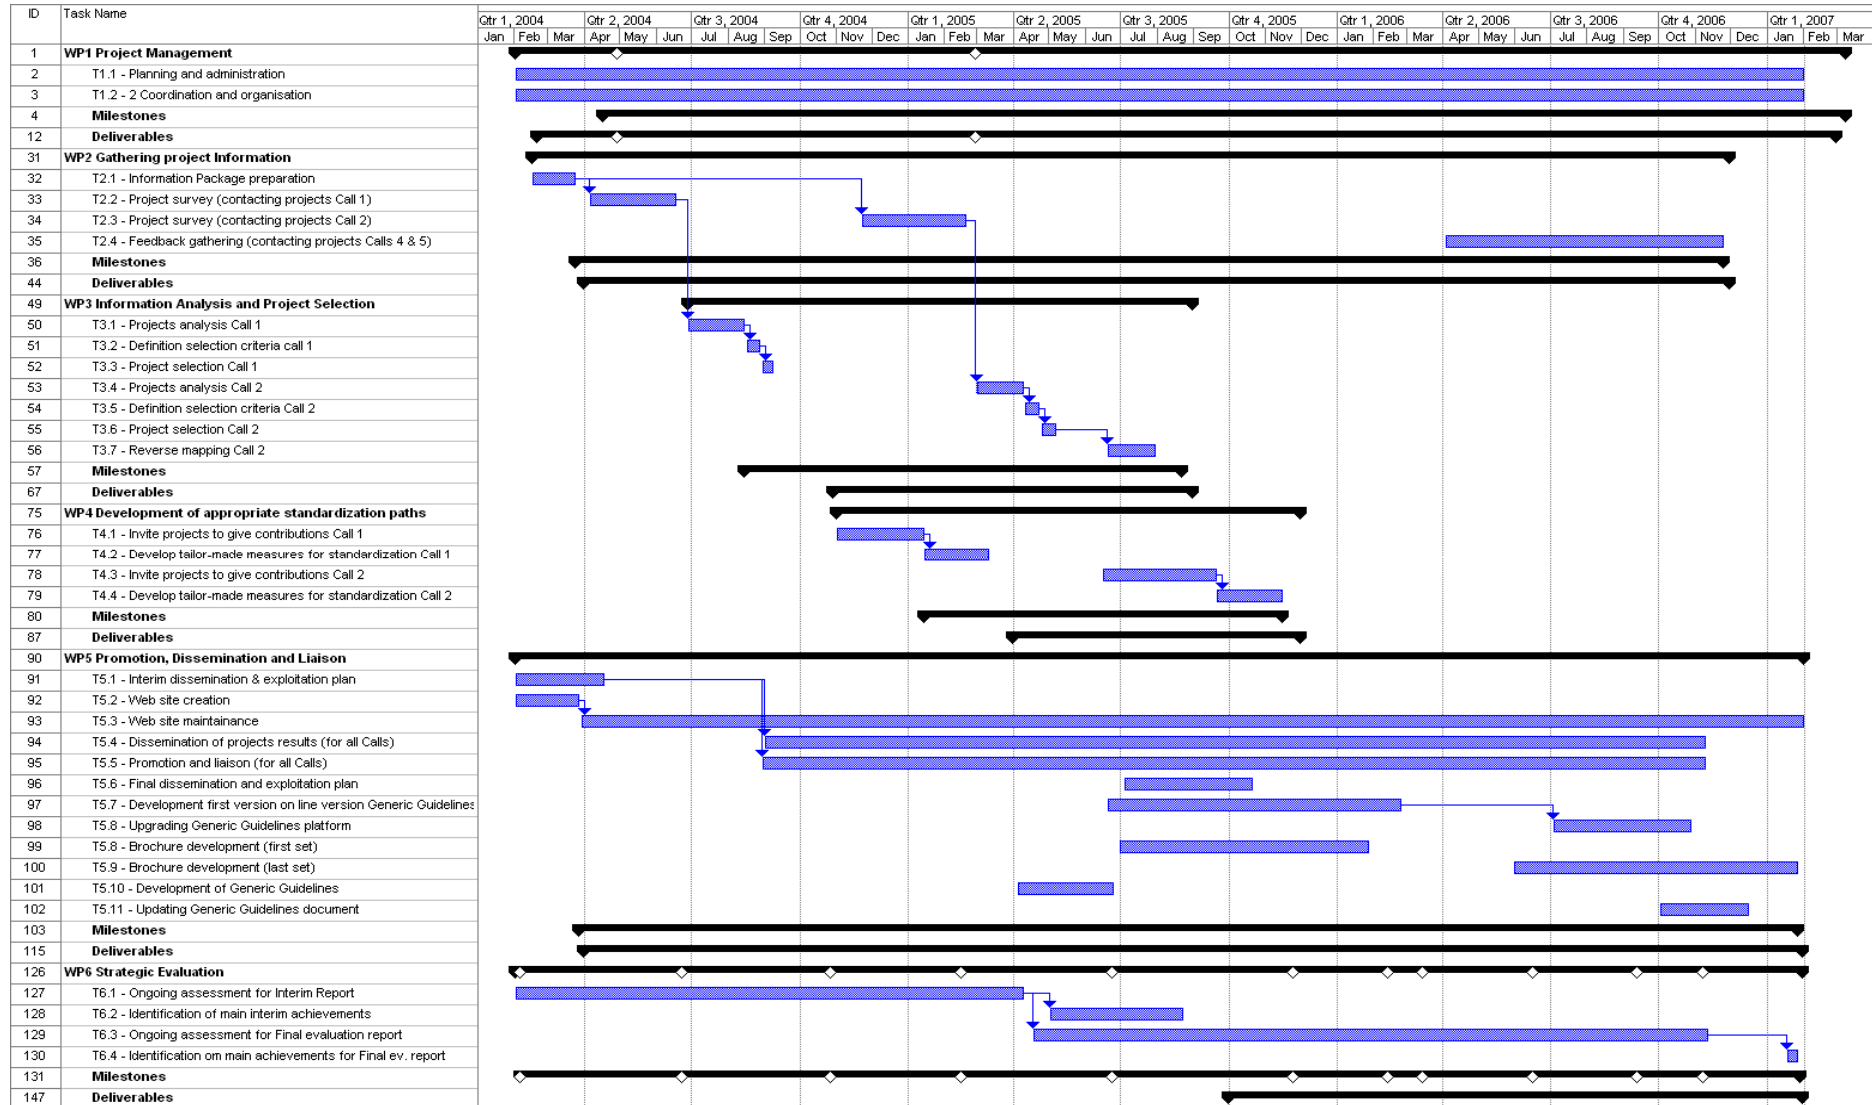 ID Task Name Qtr 1, 2004 Qtr 2, 2004 Qtr 3, 2004 Qtr 4, 2004 Qtr 1, 2005 Qtr 2, 2005 Qtr 3, 2005 Qtr 4, 2005 Qtr 1, 2006 Qtr 2, 2006 Qtr 3, 2006 Qtr 4, 2006 Qtr 1, 2007
Jan Feb Mar Apr May Jun Jul Aug Sep Oct Nov Dec Jan Feb Mar Apr May Jun Jul Aug Sep Oct Nov Dec Jan Feb Mar Apr May Jun Jul Aug Sep Oct Nov Dec Jan Feb Mar
1 WP1 Project Management
2 T1.1 - Planning and administration
3 T1.2 - 2 Coordination and organisation
4 Milestones
12 Deliverables
31 WP2 Gathering project Information
32 T2.1 - Information Package preparation
33 T2.2 - Project survey (contacting projects Call 1)
34 T2.3 - Project survey (contacting projects Call 2)
35 T2.4 - Feedback gathering (contacting projects Calls 4 & 5)
36 Milestones
44 Deliverables
49 WP3 Information Analysis and Project Selection
50 T3.1 - Projects analysis Call 1
51 T3.2 - Definition selection criteria call 1
52 T3.3 - Project selection Call 1
53 T3.4 - Projects analysis Call 2
54 T3.5 - Definition selection criteria Call 2
55 T3.6 - Project selection Call 2
56 T3.7 - Reverse mapping Call 2
57 Milestones
67 Deliverables
75 WP4 Development of appropriate standardization paths
76 T4.1 - Invite projects to give contributions Call 1
77 T4.2 - Develop tailor-made measures for standardization Call 1
78 T4.3 - Invite projects to give contributions Call 2
79 T4.4 - Develop tailor-made measures for standardization Call 2
80 Milestones
87 Deliverables
90 WP5 Promotion, Dissemination and Liaison
91 T5.1 - Interim dissemination & exploitation plan
92 T5.2 - Web site creation
93 T5.3 - Web site maintainance
94 T5.4 - Dissemination of projects results (for all Calls)
95 T5.5 - Promotion and liaison (for all Calls)
96 T5.6 - Final dissemination and exploitation plan
97 T5.7 - Development first version on line version Generic Guidelines
98 T5.8 - Upgrading Generic Guidelines platform
99 T5.8 - Brochure development (first set)
100 T5.9 - Brochure development (last set)
101 T5.10 - Development of Generic Guidelines
102 T5.11 - Updating Generic Guidelines document
103 Milestones
115 Deliverables
126 WP6 Strategic Evaluation
127 T6.1 - Ongoing assessment for Interim Report
128 T6.2 - Identification of main interim achievements
129 T6.3 - Ongoing assessment for Final evaluation report
130 T6.4 - Identification om main achievements for Final ev. report
131 Milestones
147 Deliverables